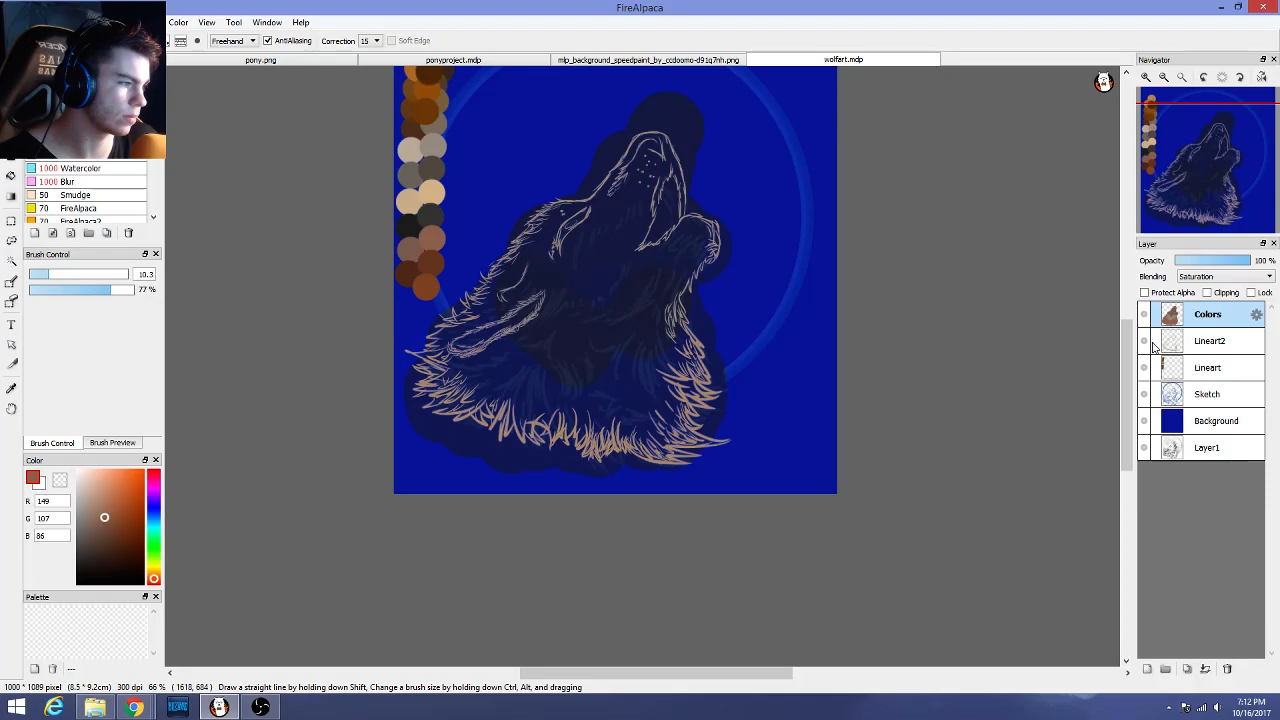 FireAlpaca
Color View Tool Window Help
Freehand AntiAliasing Correction 15 Soft Edge
pony.png ponyproject.mdp mlp_background_speedpaint_by_ccdoomo-d91q7nh.png wolfart.mdp
Navigator
1000 Watercolor
1000 Blur
50 Smudge
70 FireAlpaca
70 FireAlpaca2
Brush Control
10.3
77 %
Brush Control Brush Preview
Color
R 149
G 107
B 86
Palette
---
Layer
Opacity 100 %
Blending Saturation
Protect Alpha Clipping Lock
Colors
Lineart2
Lineart
Sketch
Background
Layer1
1000 * 1089 pixel (8.5 * 9.2cm) 300 dpi 66 % (1618, 684) Draw a straight line by holding down Shift, Change a brush size by holding down Ctrl, Alt, and dragging
7:12 PM
10/16/2017